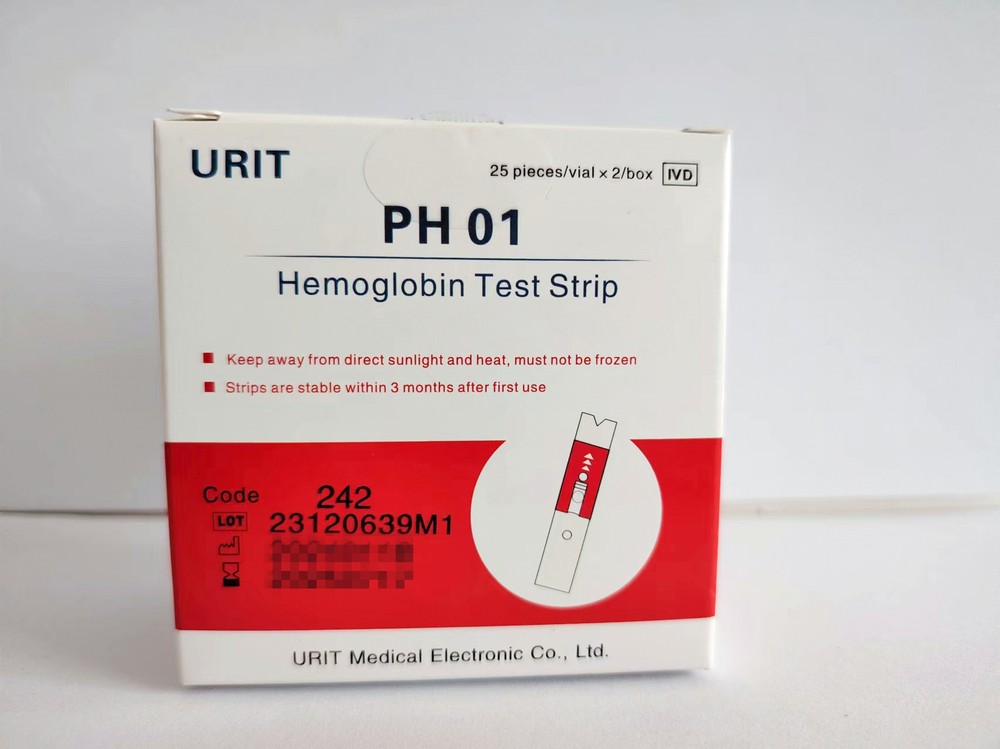 URIT
25 pieces/vial × 2/box IVD
PH 01
Hemoglobin Test Strip
Keep away from direct sunlight and heat, must not be frozen
Strips are stable within 3 months after first use
Code 242
LOT 23120639M1
URIT Medical Electronic Co., Ltd.